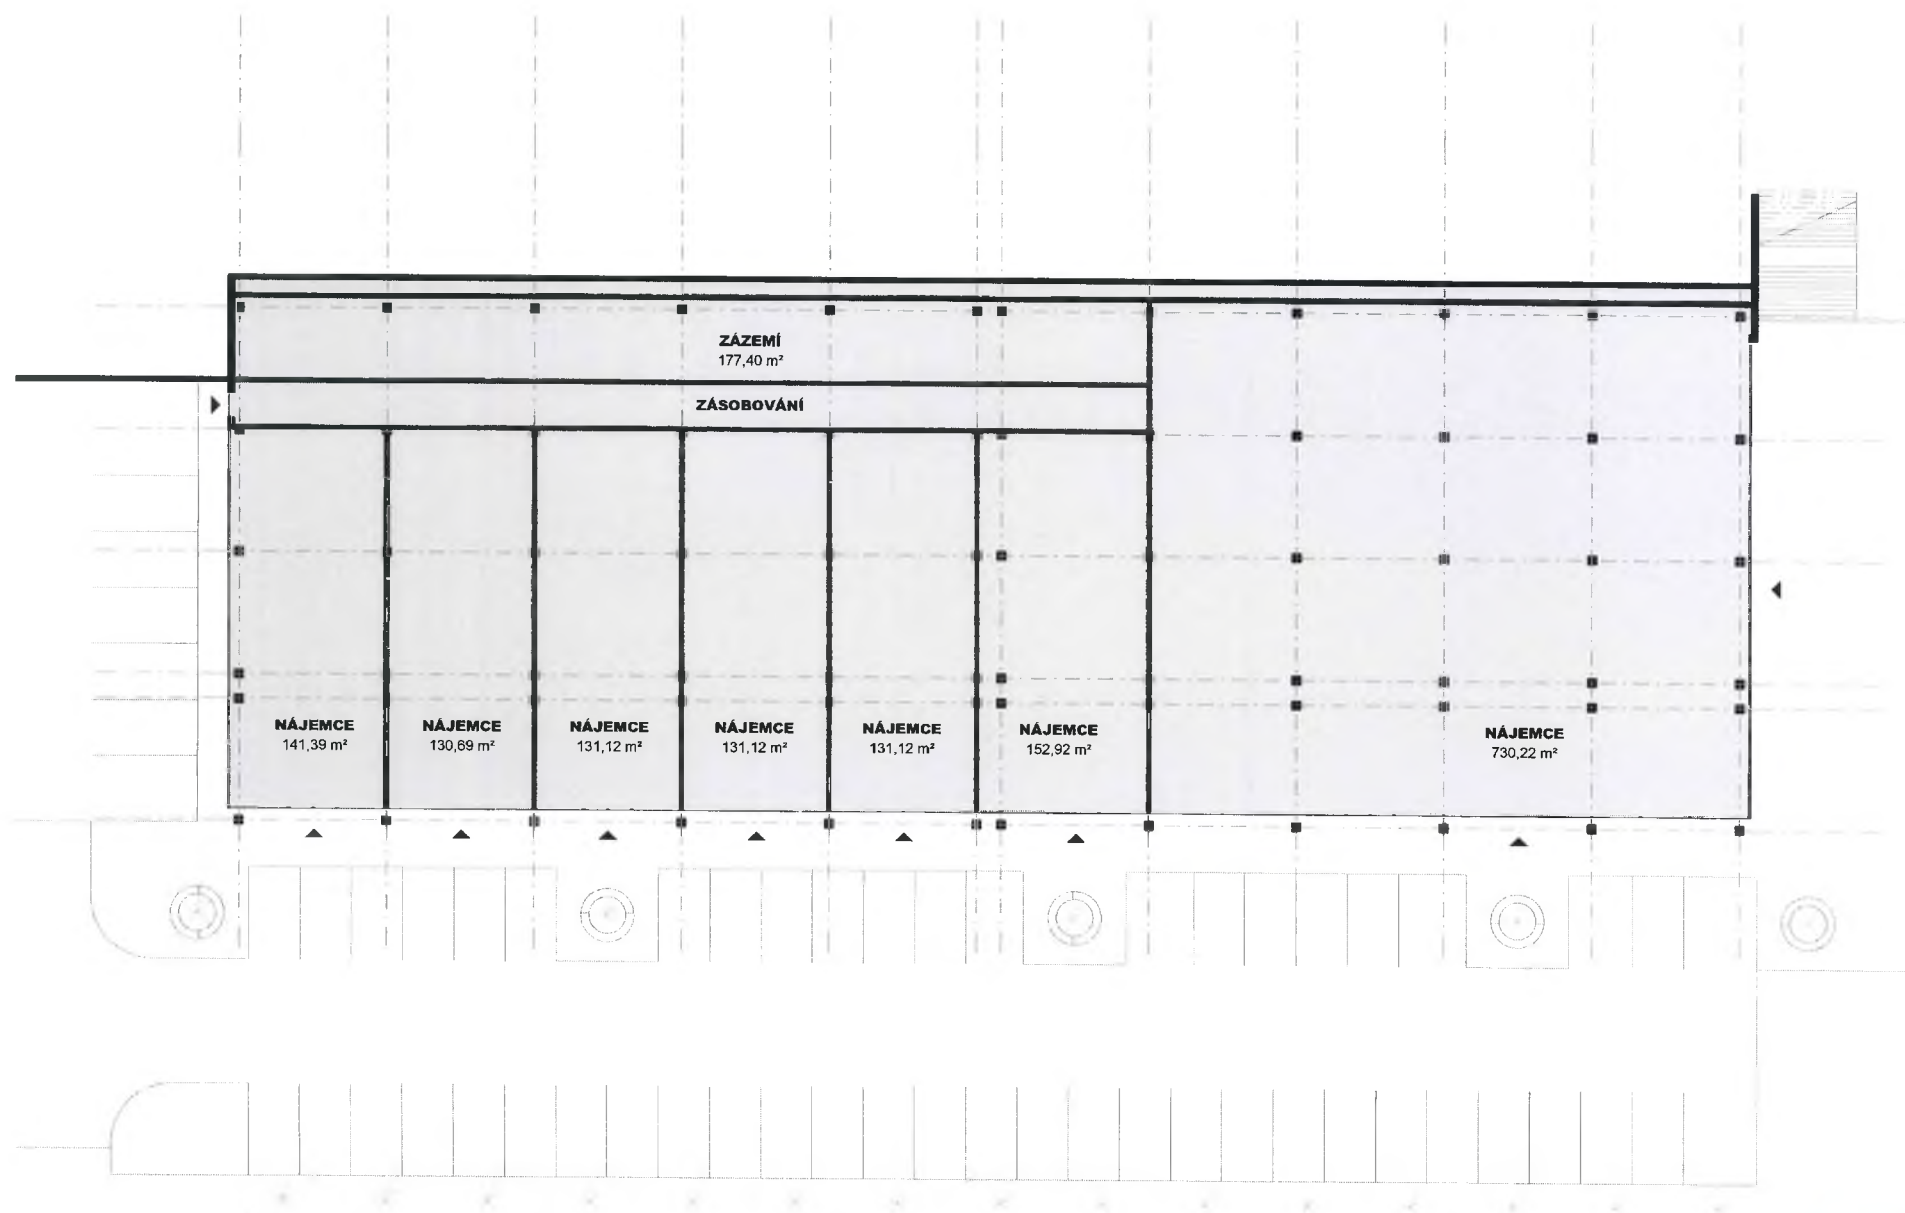 ZÁZEMÍ
177,40 m²
ZÁSOBOVÁNÍ
NÁJEMCE
141,39 m²
NÁJEMCE
130,69 m²
NÁJEMCE
131,12 m²
NÁJEMCE
131,12 m²
NÁJEMCE
131,12 m²
NÁJEMCE
152,92 m²
NÁJEMCE
730,22 m²